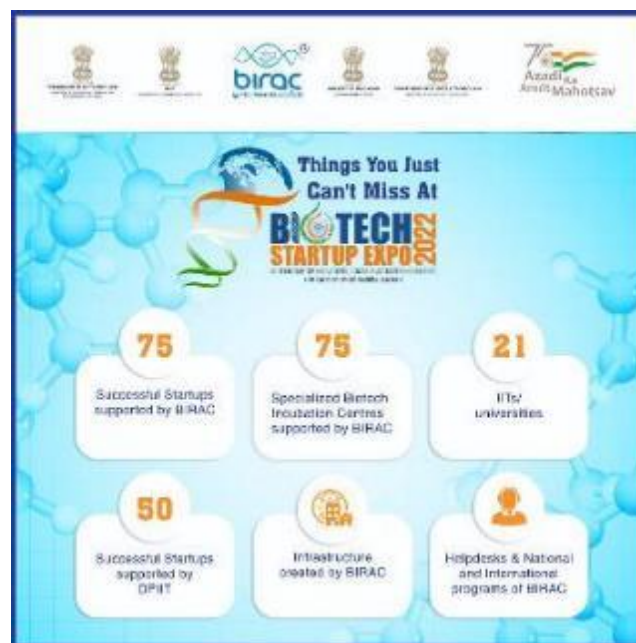 birac
75
Azadi Ka
Amrit Mahotsav
Things You Just
Can't Miss At
BIOTECH
STARTUP EXPO
2022
75
Successful Startups
supported by BIRAC
75
Specialized Biotech
Incubation Centres
supported by BIRAC
21
IITs/
universities
50
Successful Startups
supported by
DPIIT
Infrastructure
created by BIRAC
Helpdesks & National
and International
programs of BIRAC